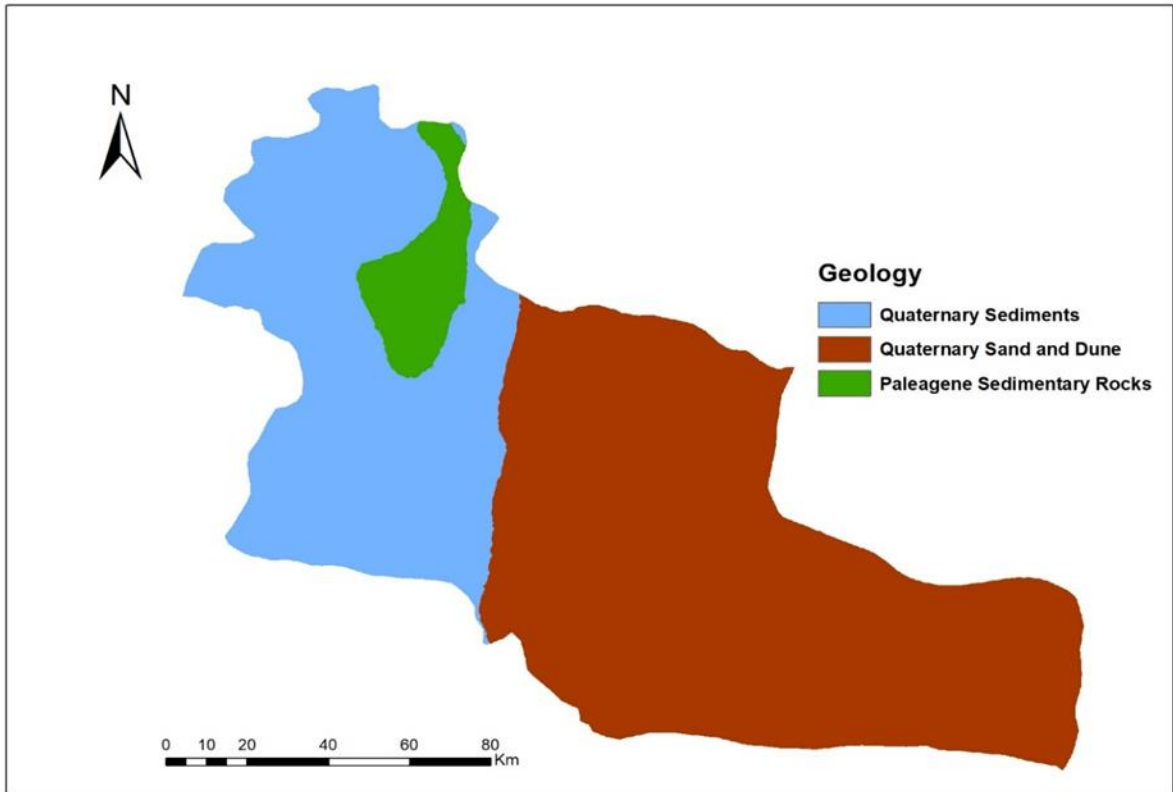 N
Geology
Quaternary Sediments
Quaternary Sand and Dune
Paleagene Sedimentary Rocks
0 10 20 40 60 80
Km